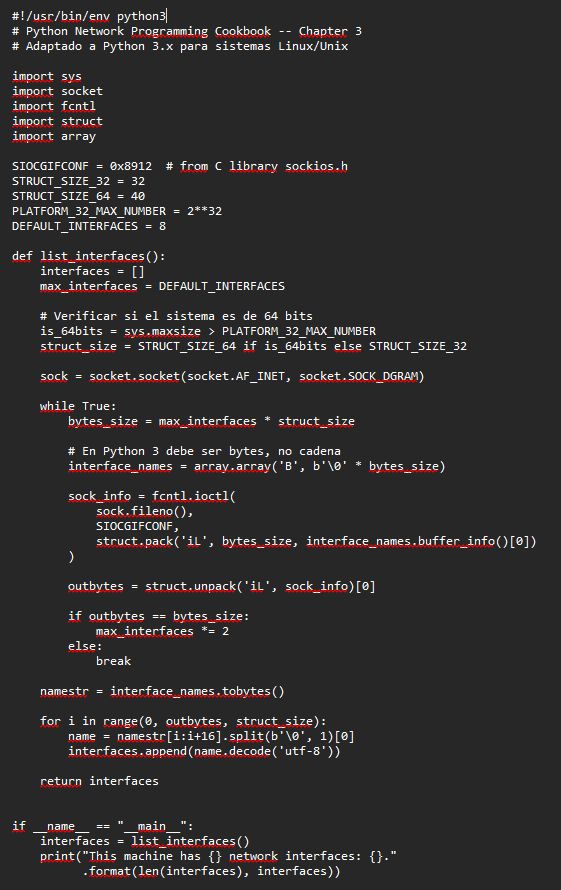 #!/usr/bin/env python3
# Python Network Programming Cookbook -- Chapter 3
# Adaptado a Python 3.x para sistemas Linux/Unix

import sys
import socket
import fcntl
import struct
import array

SIOCGIFCONF = 0x8912  # from C library sockios.h
STRUCT_SIZE_32 = 32
STRUCT_SIZE_64 = 40
PLATFORM_32_MAX_NUMBER = 2**32
DEFAULT_INTERFACES = 8

def list_interfaces():
    interfaces = []
    max_interfaces = DEFAULT_INTERFACES

    # Verificar si el sistema es de 64 bits
    is_64bits = sys.maxsize > PLATFORM_32_MAX_NUMBER
    struct_size = STRUCT_SIZE_64 if is_64bits else STRUCT_SIZE_32

    sock = socket.socket(socket.AF_INET, socket.SOCK_DGRAM)

    while True:
        bytes_size = max_interfaces * struct_size

        # En Python 3 debe ser bytes, no cadena
        interface_names = array.array('B', b'\0' * bytes_size)

        sock_info = fcntl.ioctl(
            sock.fileno(),
            SIOCGIFCONF,
            struct.pack('iL', bytes_size, interface_names.buffer_info()[0])
        )

        outbytes = struct.unpack('iL', sock_info)[0]

        if outbytes == bytes_size:
            max_interfaces *= 2
        else:
            break

    namestr = interface_names.tobytes()

    for i in range(0, outbytes, struct_size):
        name = namestr[i:i+16].split(b'\0', 1)[0]
        interfaces.append(name.decode('utf-8'))

    return interfaces


if __name__ == "__main__":
    interfaces = list_interfaces()
    print("This machine has {} network interfaces: {}."
          .format(len(interfaces), interfaces))